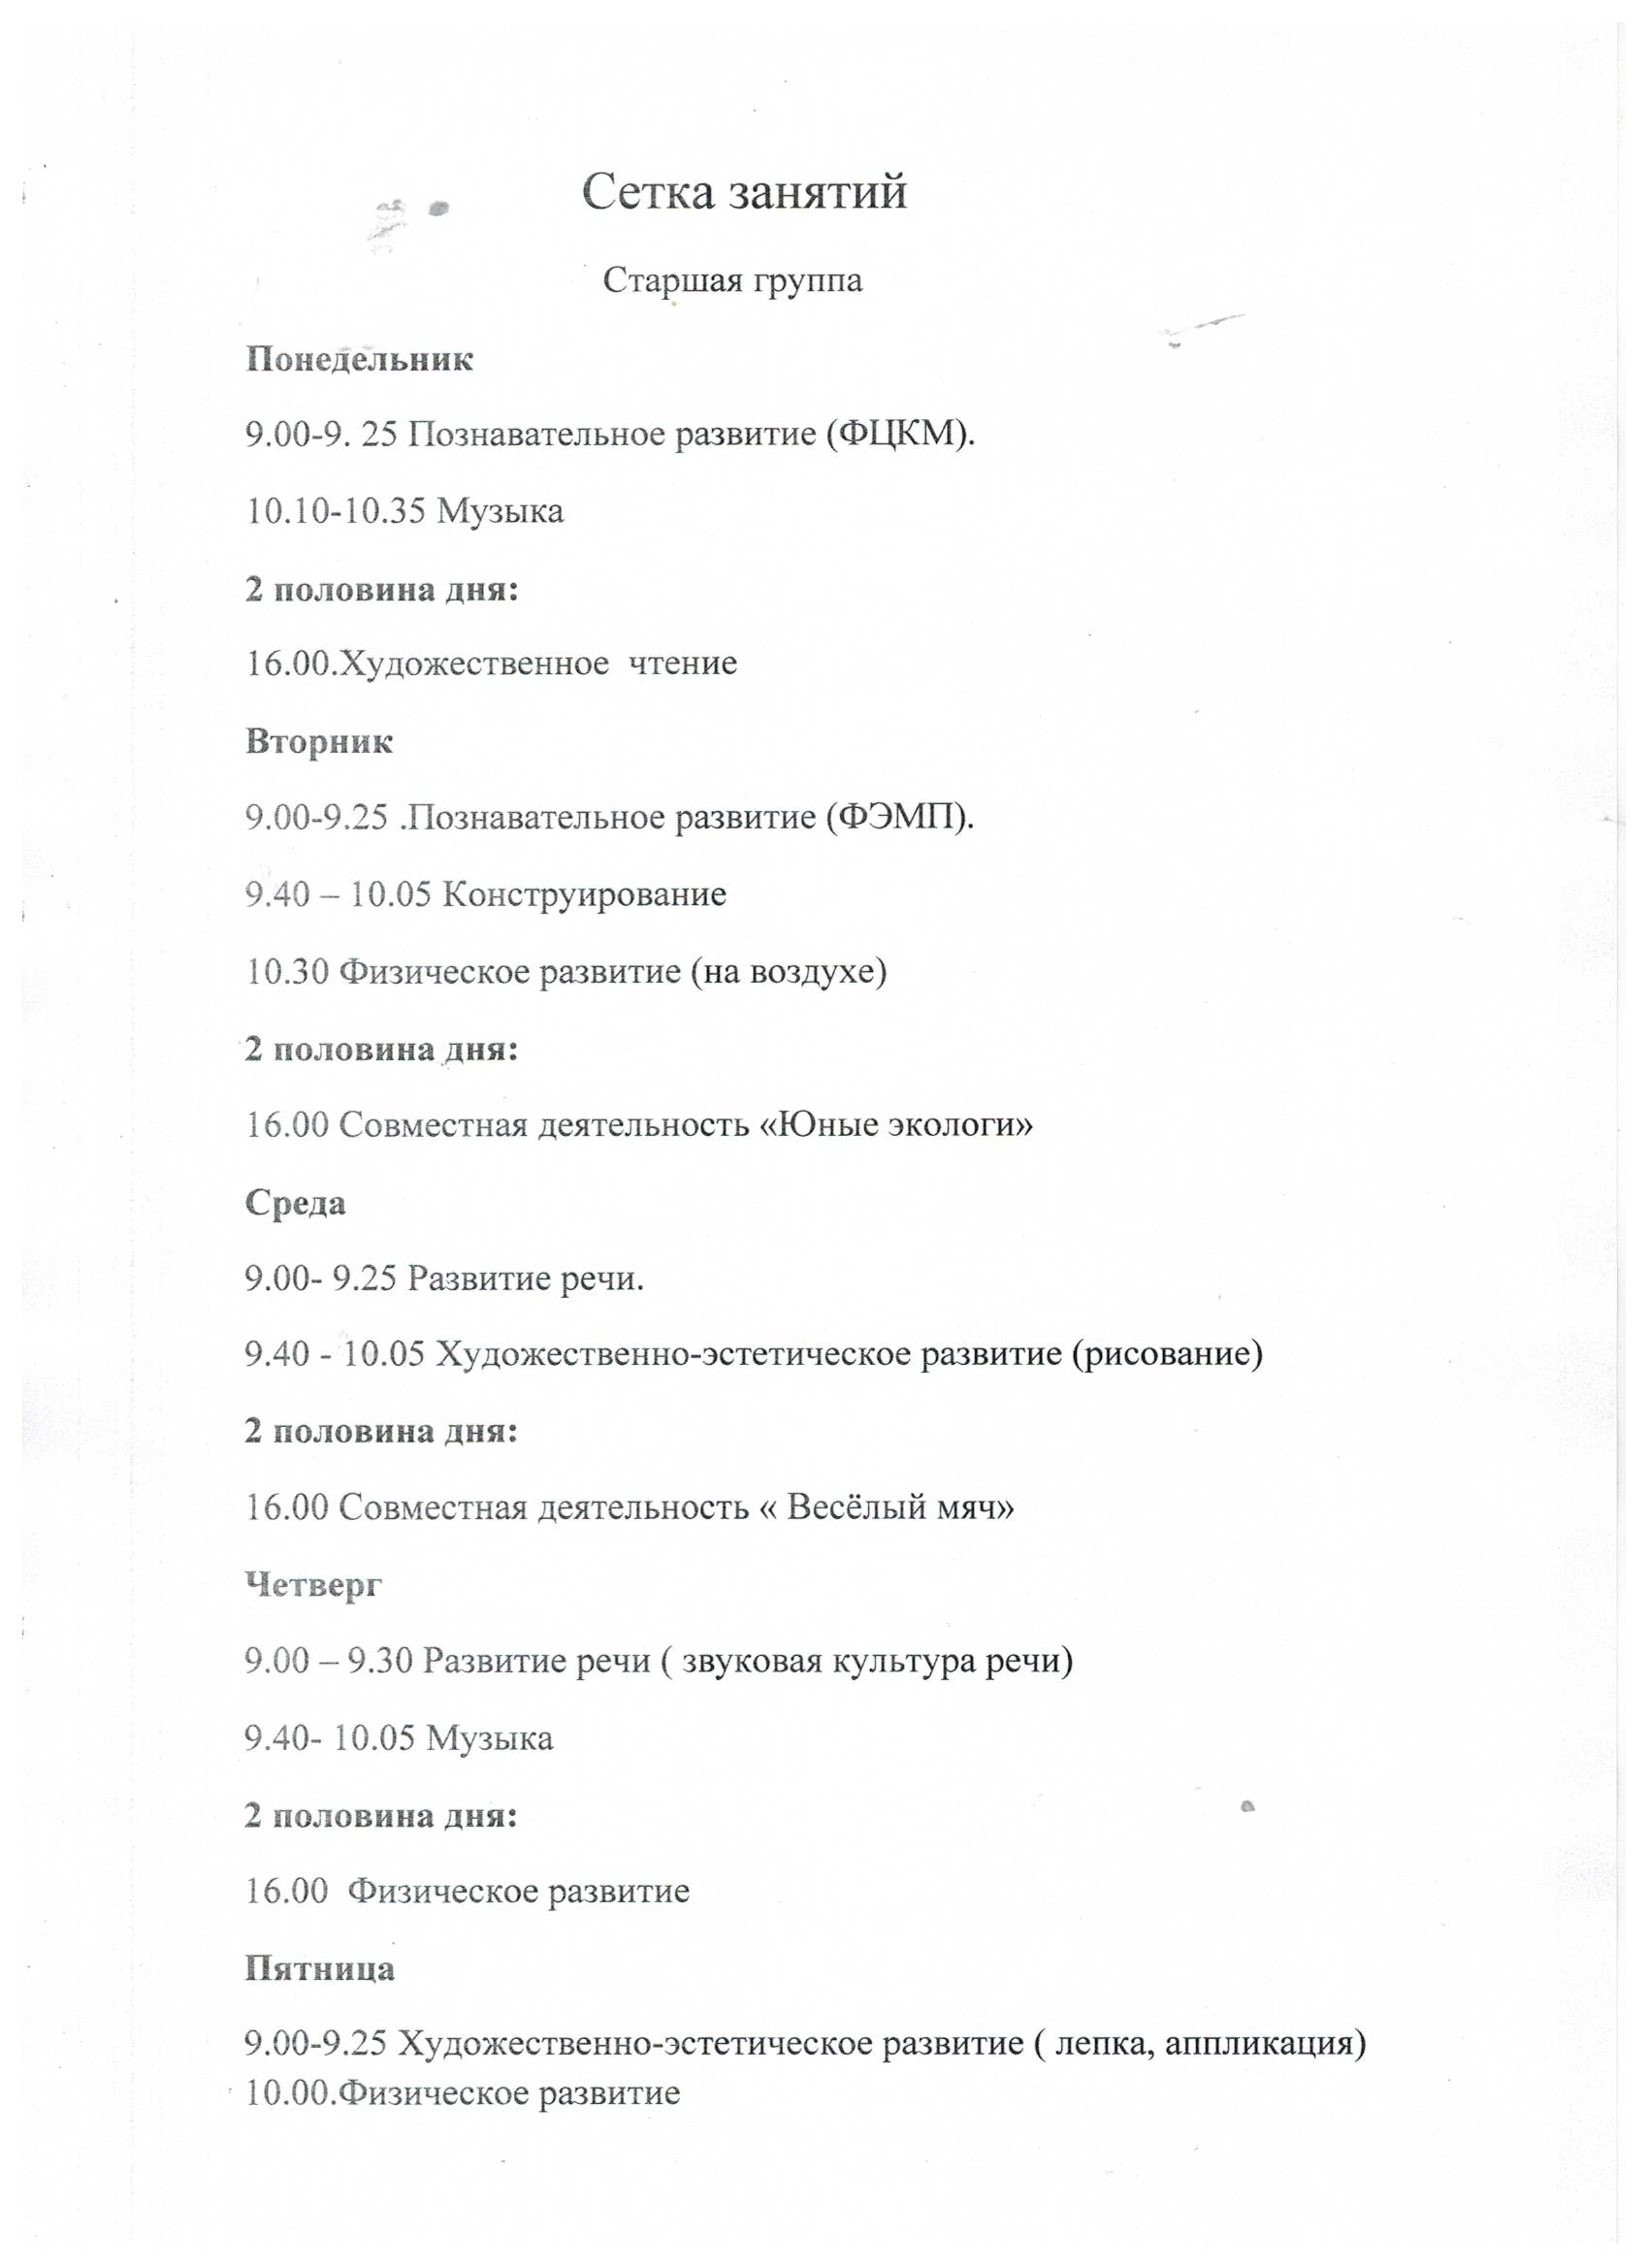 Сетка занятий
Старшая группа
Понедельник
9.00-9. 25 Познавательное развитие (ФЦКМ).
10.10-10.35 Музыка
2 половина дня:
16.00.Художественное  чтение
Вторник
9.00-9.25 .Познавательное развитие (ФЭМП).
9.40 – 10.05 Конструирование
10.30 Физическое развитие (на воздухе)
2 половина дня:
16.00 Совместная деятельность «Юные экологи»
Среда
9.00- 9.25 Развитие речи.
9.40 - 10.05 Художественно-эстетическое развитие (рисование)
2 половина дня:
16.00 Совместная деятельность « Весёлый мяч»
Четверг
9.00 – 9.30 Развитие речи ( звуковая культура речи)
9.40- 10.05 Музыка
2 половина дня:
16.00  Физическое развитие
Пятница
9.00-9.25 Художественно-эстетическое развитие ( лепка, аппликация)
10.00.Физическое развитие